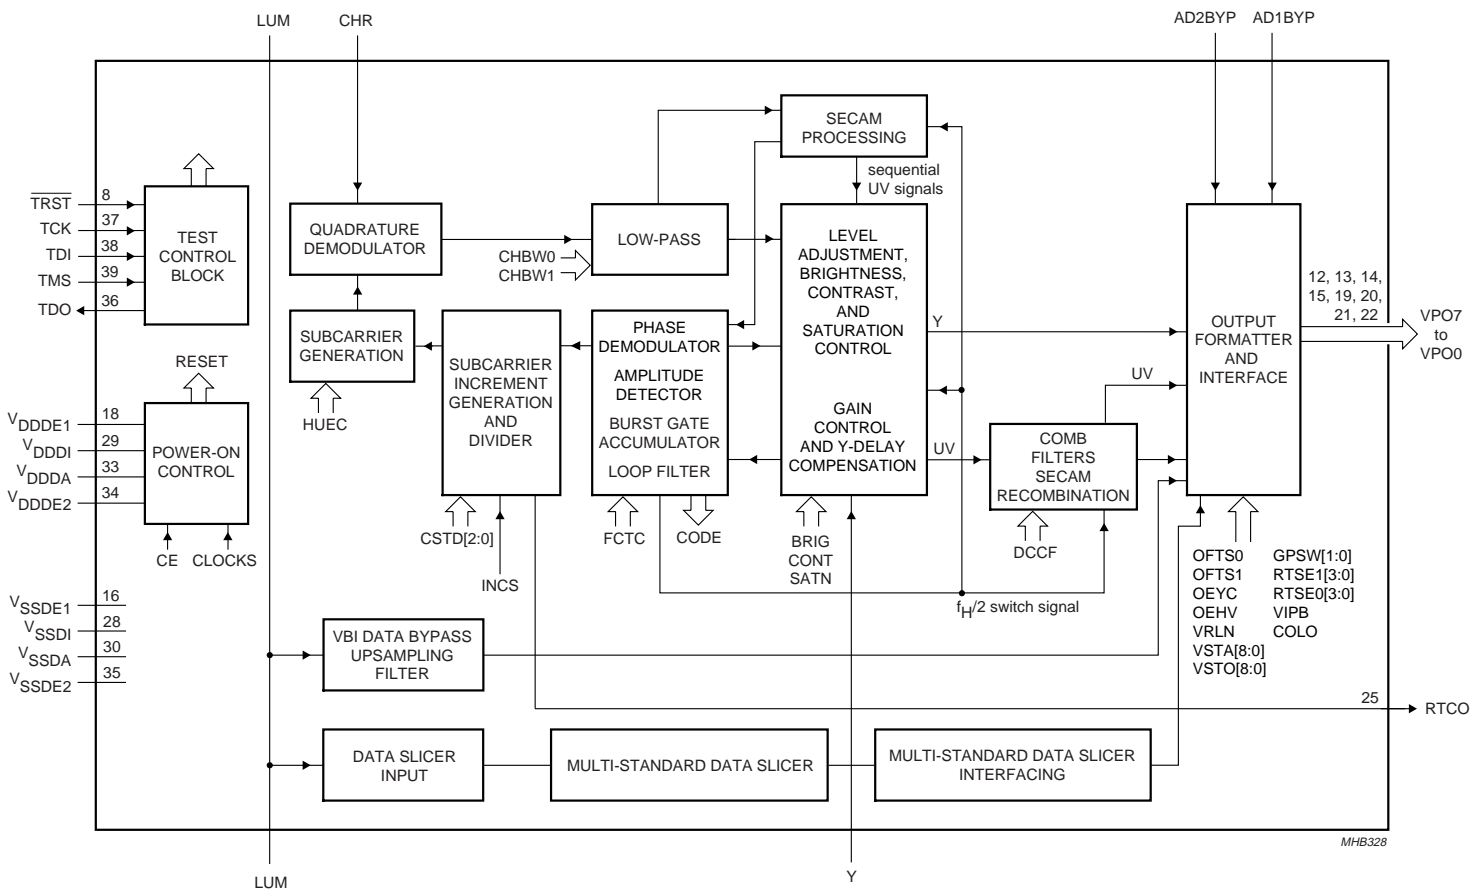 LUM
CHR
AD2BYP
AD1BYP
SECAM
PROCESSING
sequential
UV signals
TRST
8
TCK
37
TDI
38
TMS
39
TDO
36
TEST
CONTROL
BLOCK
QUADRATURE
DEMODULATOR
CHBW0
CHBW1
LOW-PASS
LEVEL
ADJUSTMENT,
BRIGHTNESS,
CONTRAST,
AND
SATURATION
CONTROL
GAIN
CONTROL
AND Y-DELAY
COMPENSATION
Y
UV
UV
OUTPUT
FORMATTER
AND
INTERFACE
12, 13, 14,
15, 19, 20,
21, 22
VPO7
to
VPO0
SUBCARRIER
GENERATION
HUEC
SUBCARRIER
INCREMENT
GENERATION
AND
DIVIDER
PHASE
DEMODULATOR
AMPLITUDE
DETECTOR
BURST GATE
ACCUMULATOR
LOOP FILTER
COMB
FILTERS
SECAM
RECOMBINATION
RESET
VDDDE1
18
VDDDI
29
VDDDA
33
VDDDE2
34
POWER-ON
CONTROL
CE
CLOCKS
CSTD[2:0]
INCS
FCTC
CODE
BRIG
CONT
SATN
DCCF
fH/2 switch signal
OFTS0
OFTS1
OEYC
OEHV
VRLN
VSTA[8:0]
VSTO[8:0]
GPSW[1:0]
RTSE1[3:0]
RTSE0[3:0]
VIPB
COLO
VSSDE1
16
VSSDI
28
VSSDA
30
VSSDE2
35
VBI DATA BYPASS
UPSAMPLING
FILTER
25
RTCO
DATA SLICER
INPUT
MULTI-STANDARD DATA SLICER
MULTI-STANDARD DATA SLICER
INTERFACING
MHB328
LUM
Y